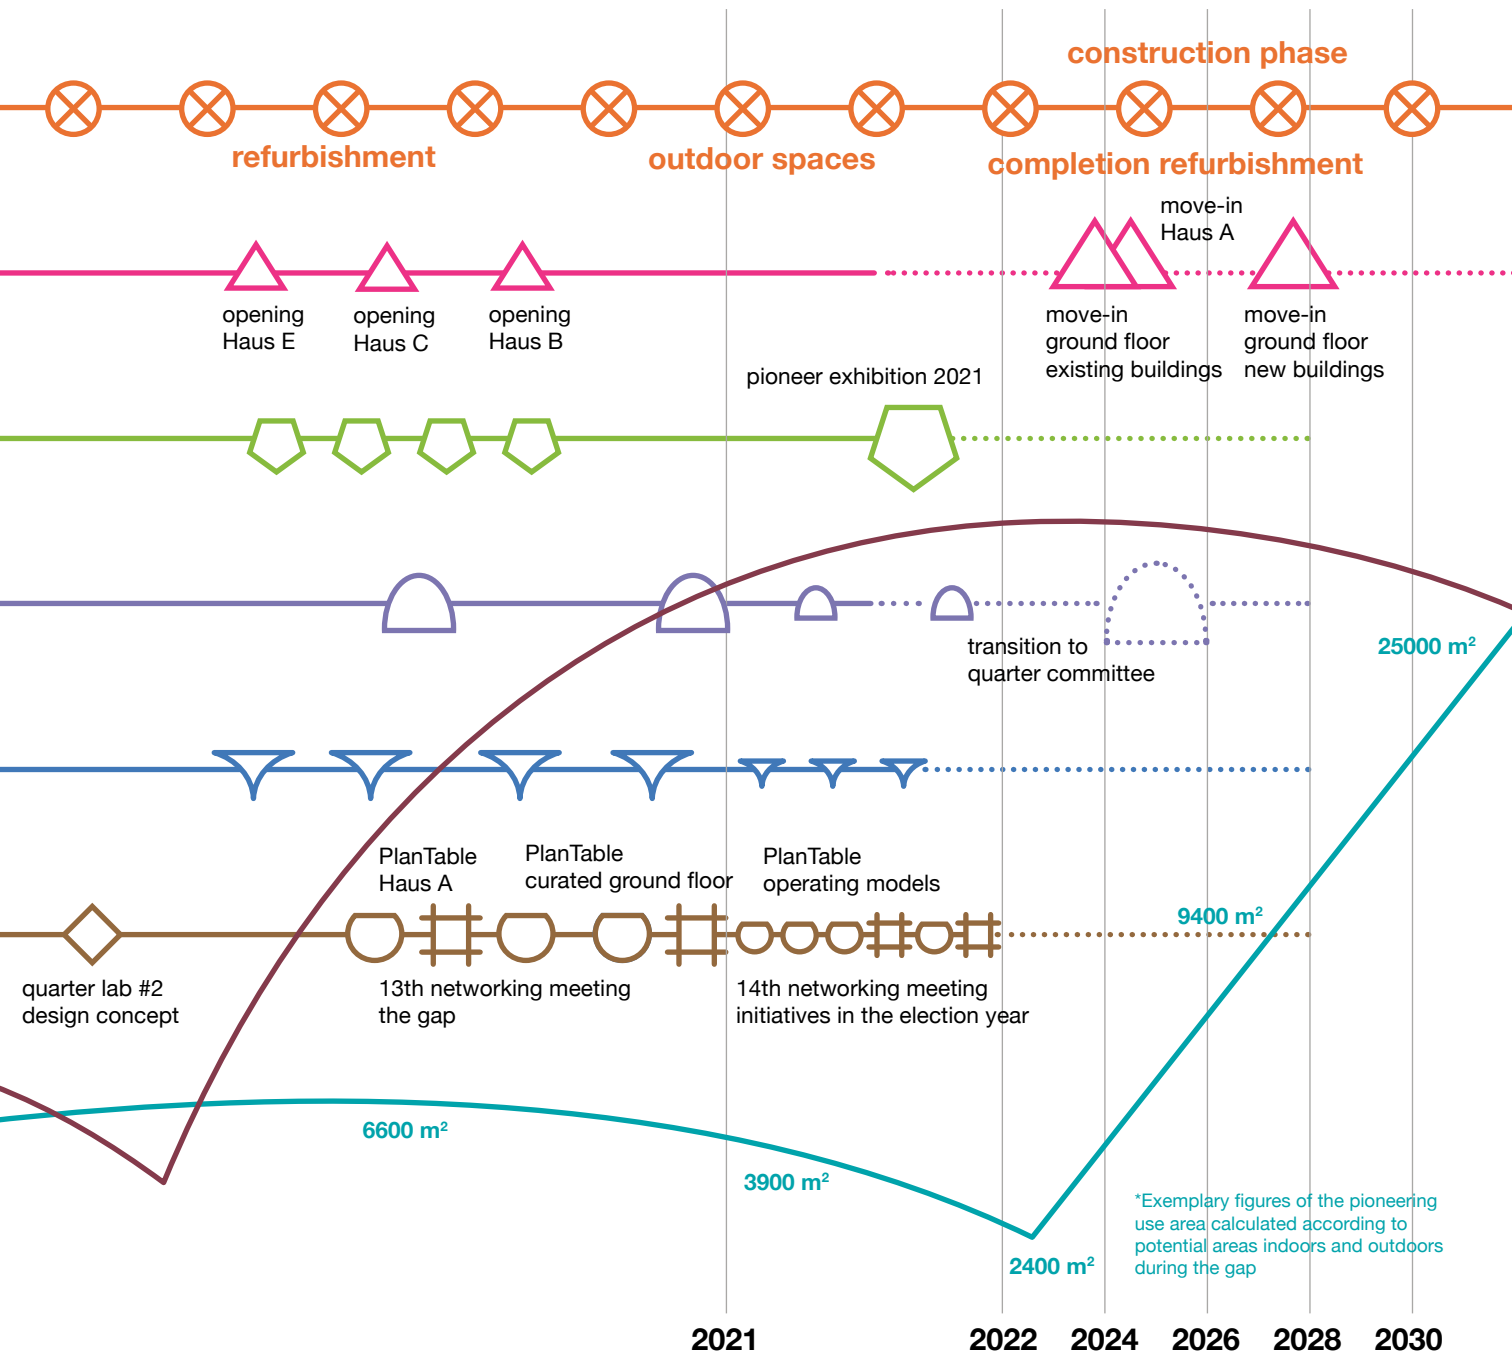 construction phase
refurbishment
outdoor spaces
completion refurbishment
move-in
Haus A
opening
Haus E
opening
Haus C
opening
Haus B
move-in
ground floor
existing buildings
move-in
ground floor
new buildings
pioneer exhibition 2021
transition to
quarter committee
25000 m²
PlanTable
Haus A
PlanTable
curated ground floor
PlanTable
operating models
9400 m²
quarter lab #2
design concept
13th networking meeting
the gap
14th networking meeting
initiatives in the election year
6600 m²
3900 m²
2400 m²
*Exemplary figures of the pioneering
use area calculated according to
potential areas indoors and outdoors
during the gap
2021
2022
2024
2026
2028
2030